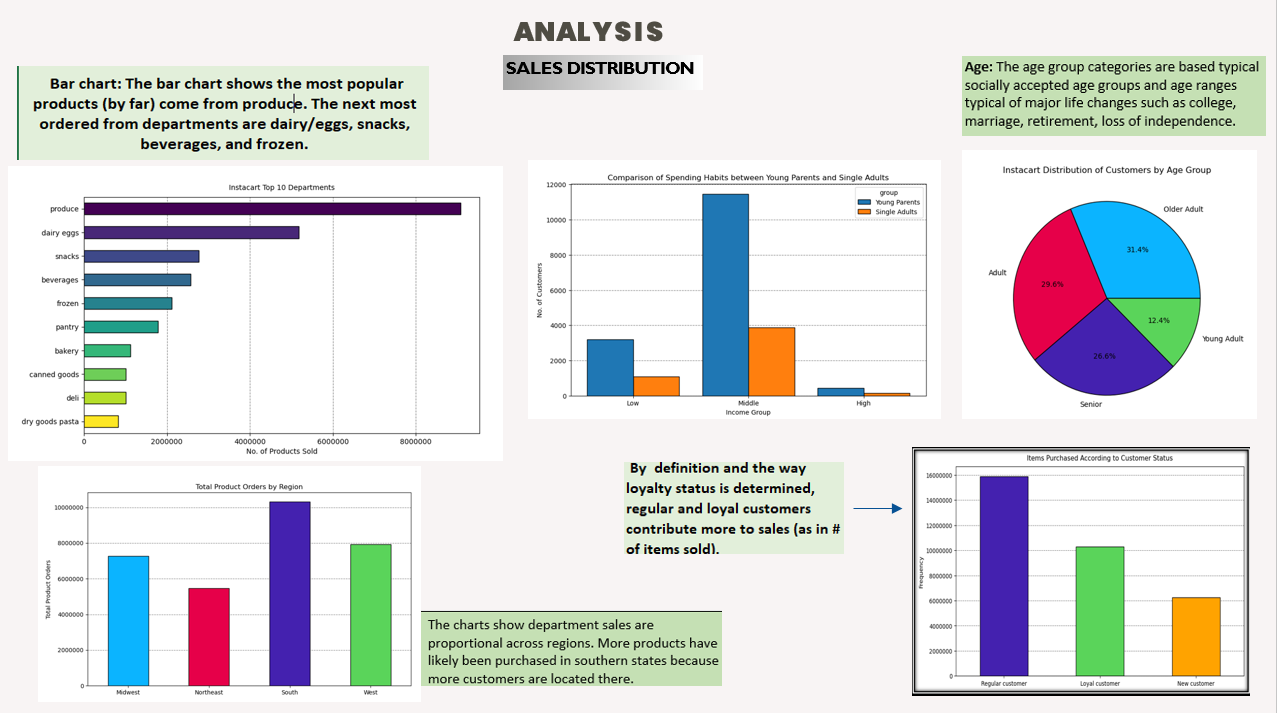 ANALYSIS
SALES DISTRIBUTION
Bar chart: The bar chart shows the most popular
products (by far) come from produce. The next most
ordered from departments are dairy/eggs, snacks,
beverages, and frozen.
Age: The age group categories are based typical
socially accepted age groups and age ranges
typical of major life changes such as college,
marriage, retirement, loss of independence.
Instacart Top 10 Departments
produce
dairy eggs
snacks
beverages
frozen
pantry
bakery
canned goods
deli
dry goods pasta
0 2000000 4000000 6000000 8000000
No. of Products Sold
Comparison of Spending Habits between Young Parents and Single Adults
12000
10000
8000
6000
4000
2000
0
No. of Customers
group
Young Parents
Single Adults
Low Middle High
Income Group
Instacart Distribution of Customers by Age Group
Older Adult
31.4%
Adult
29.6%
12.4%
Young Adult
26.6%
Senior
Total Product Orders by Region
10000000
8000000
6000000
4000000
2000000
0
Total Product Orders
Midwest Northeast South West
The charts show department sales are
proportional across regions. More products have
likely been purchased in southern states because
more customers are located there.
By definition and the way
loyalty status is determined,
regular and loyal customers
contribute more to sales (as in #
of items sold).
Items Purchased According to Customer Status
16000000
14000000
12000000
10000000
8000000
6000000
4000000
2000000
0
Frequency
Regular customer Loyal customer New customer